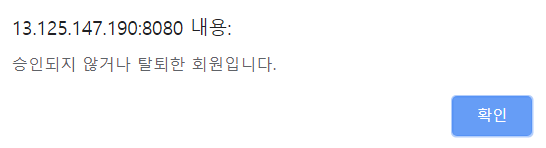 13.125.147.190:8080 내용:
승인되지 않거나 탈퇴한 회원입니다.
확인